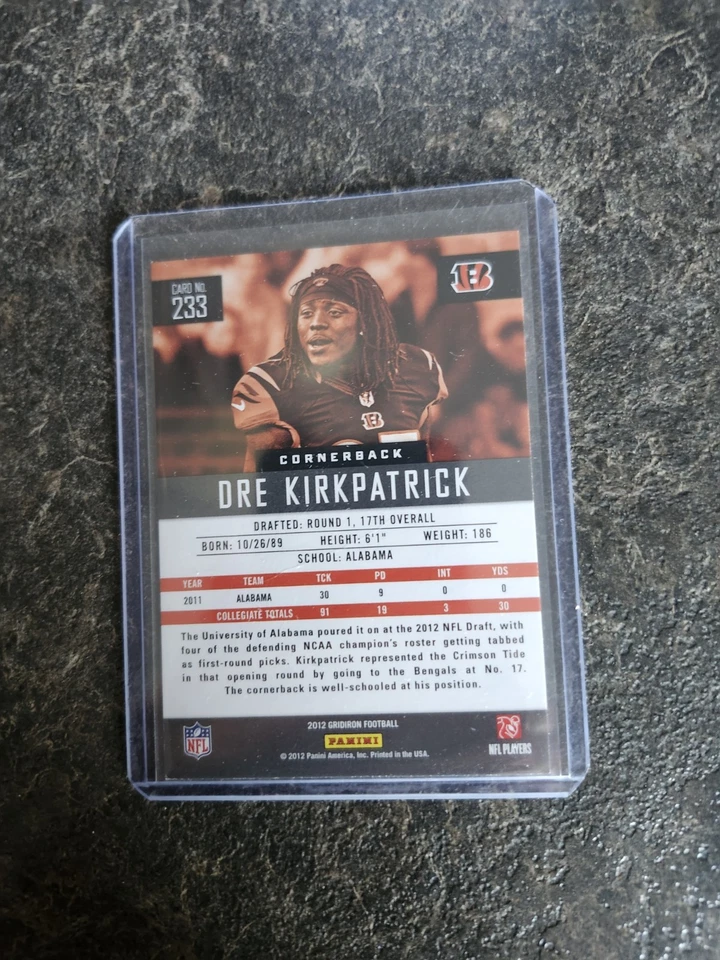 CARD No.
233
B
B
CORNERBACK
DRE KIRKPATRICK
DRAFTED: ROUND 1, 17TH OVERALL
BORN: 10/26/89 HEIGHT: 6'1" WEIGHT: 186
SCHOOL: ALABAMA
YEAR TEAM TCK PD INT YDS
2011 ALABAMA 30 9 0 0
COLLEGIATE TOTALS 91 19 3 30
The University of Alabama poured it on at the 2012 NFL Draft, with
four of the defending NCAA champion's roster getting tabbed
as first-round picks. Kirkpatrick represented the Crimson Tide
in that opening round by going to the Bengals at No. 17.
The cornerback is well-schooled at his position.
2012 GRIDIRON FOOTBALL
NFL PANINI NFL PLAYERS
© 2012 Panini America, Inc. Printed in the USA.